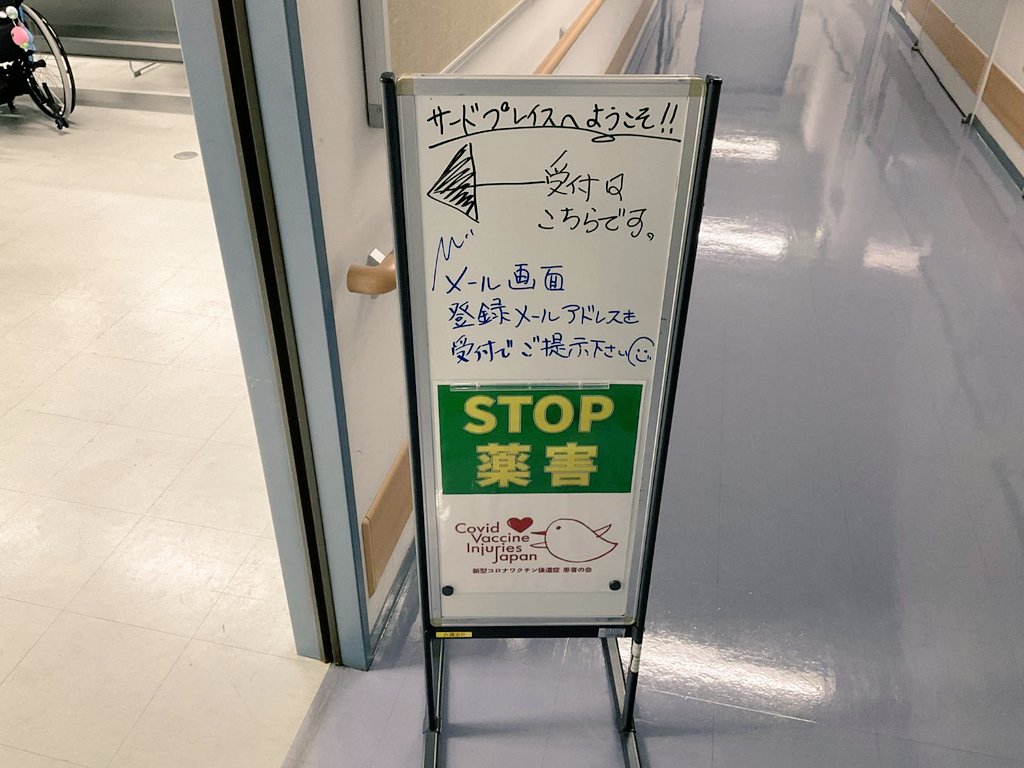 サードプレイスへようこそ!!
受付は
こちらです。
メール画面
登録メールアドレスを
受付でご提示下さい
STOP
薬害
Covid
Vaccine
Injuries
Japan
新型コロナワクチン後遺症 患者の会